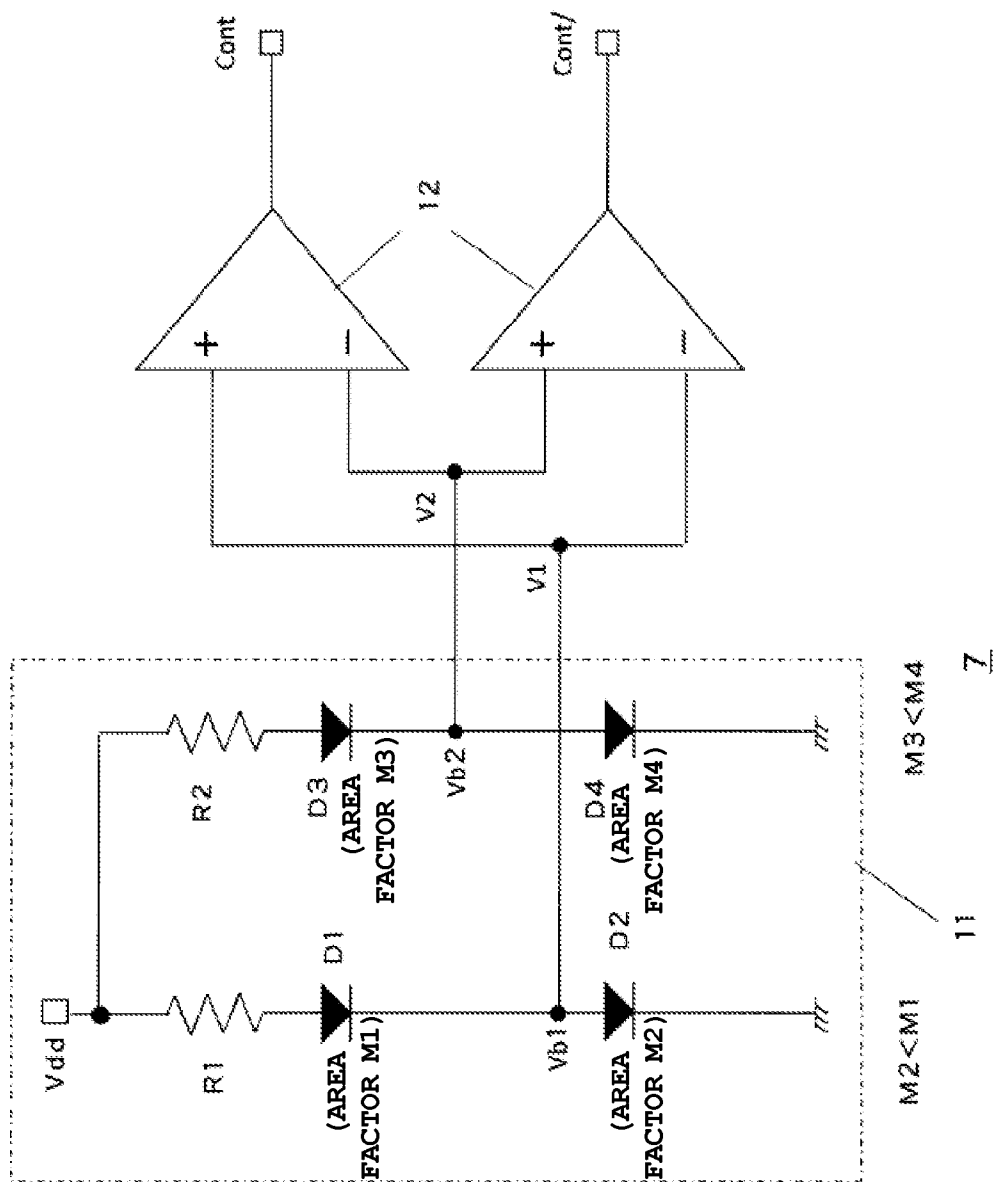 Cont
Cont/
12
+
−
+
−
V2
V1
Vdd
R2
R1
D3
(AREA
FACTOR M3)
Vb2
D4
(AREA
FACTOR M4)
D1
(AREA
FACTOR M1)
Vb1
D2
(AREA
FACTOR M2)
11
M3<M4
M2<M1
7